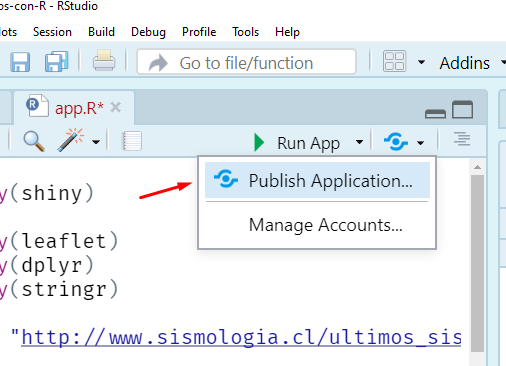 os-con-R - RStudio
lots Session Build Debug Profile Tools Help
Go to file/function Addins
app.R*
Run App
Publish Application...
Manage Accounts...
y(shiny)
y(leaflet)
y(dplyr)
y(stringr)
"http://www.sismologia.cl/ultimos_sis